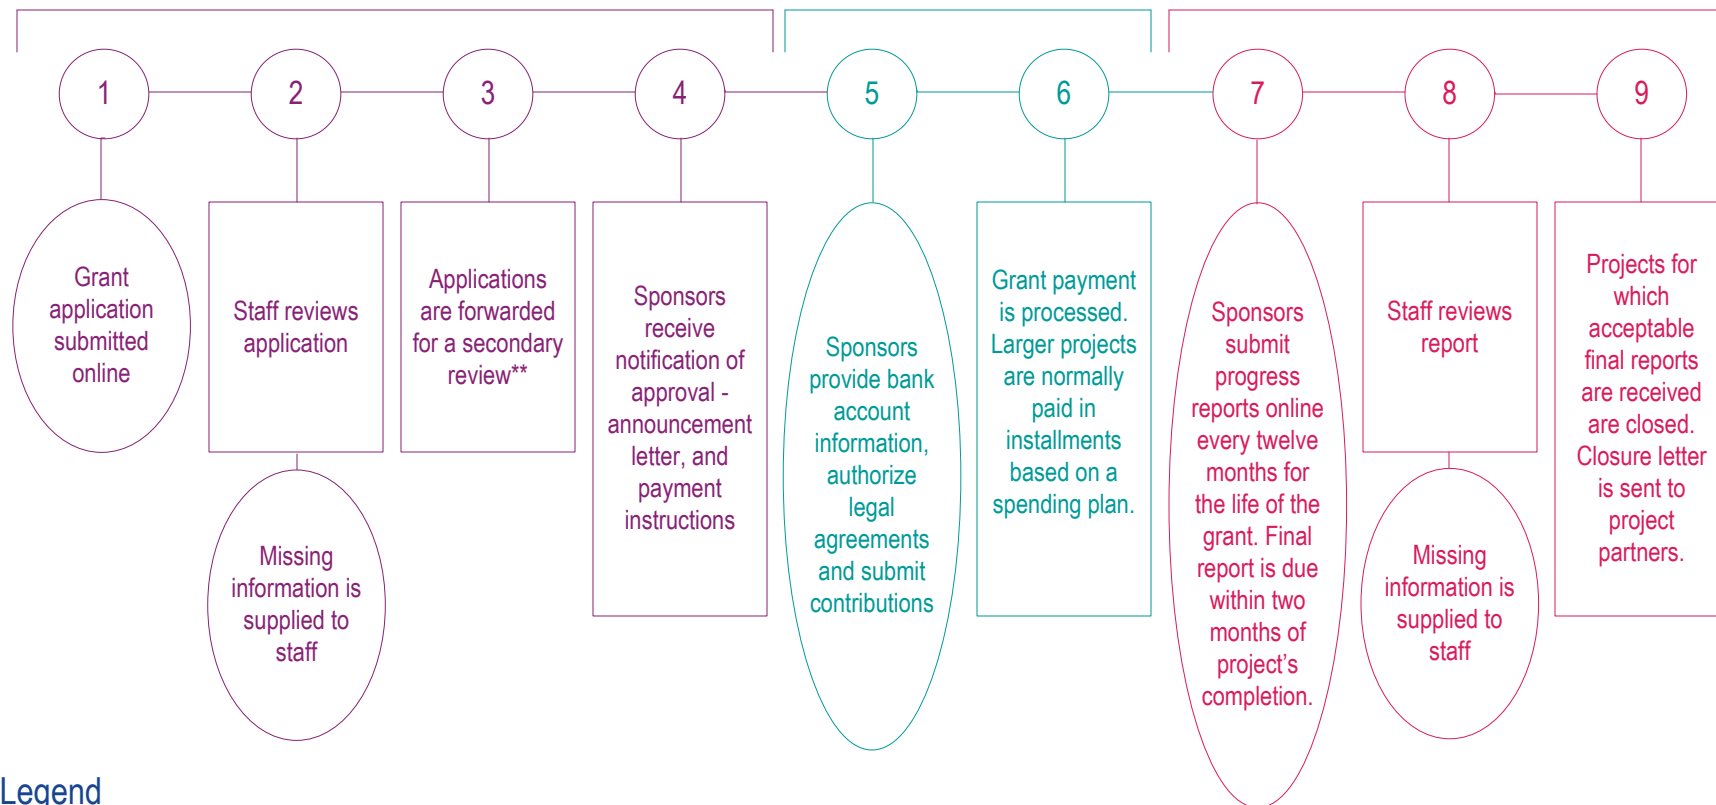 1
2
3
4
5
6
7
8
9
Grant
application
submitted
online
Staff reviews
application
Missing
information is
supplied to
staff
Applications
are forwarded
for a secondary
review**
Sponsors
receive
notification of
approval -
announcement
letter, and
payment
instructions
Sponsors
provide bank
account
information,
authorize
legal
agreements
and submit
contributions
Grant payment
is processed.
Larger projects
are normally
paid in
installments
based on a
spending plan.
Sponsors
submit
progress
reports online
every twelve
months for
the life of the
grant. Final
report is due
within two
months of
project's
completion.
Staff reviews
report
Missing
information is
supplied to
staff
Projects for
which
acceptable
final reports
are received
are closed.
Closure letter
is sent to
project
partners.
Legend